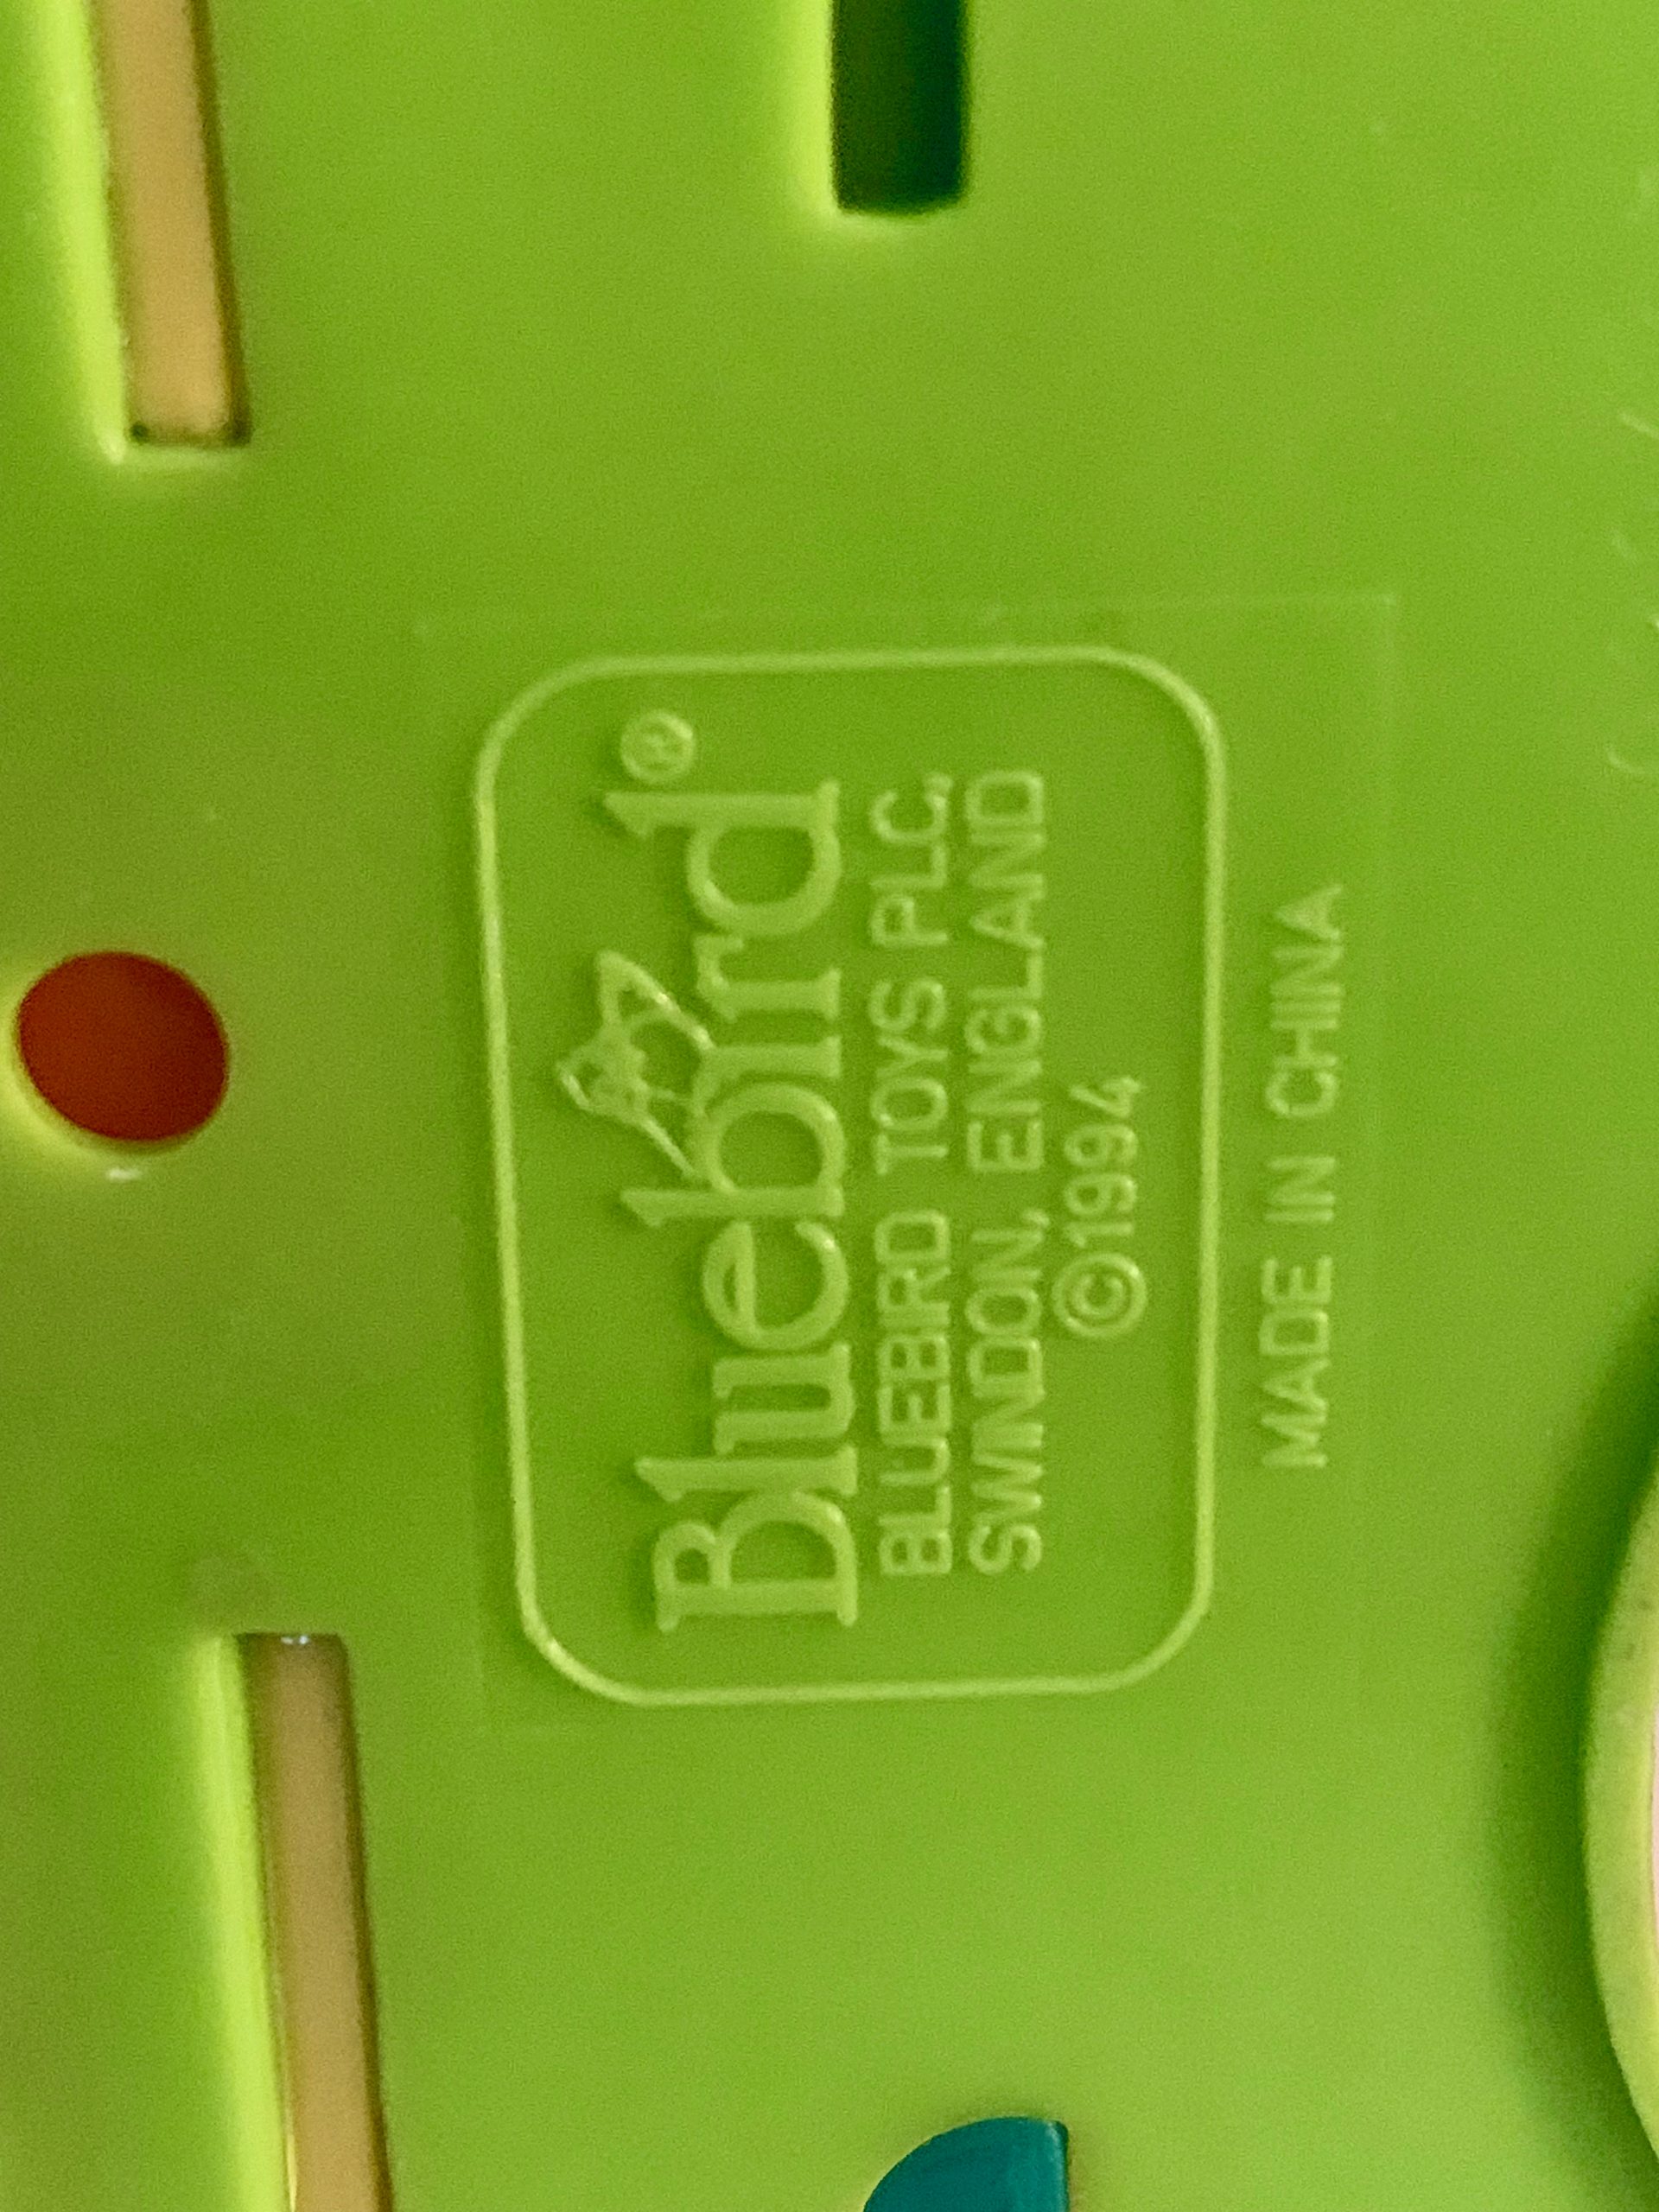 Bluebird®
BLUEBIRD TOYS PLC,
SWINDON, ENGLAND
©1994
MADE IN CHINA